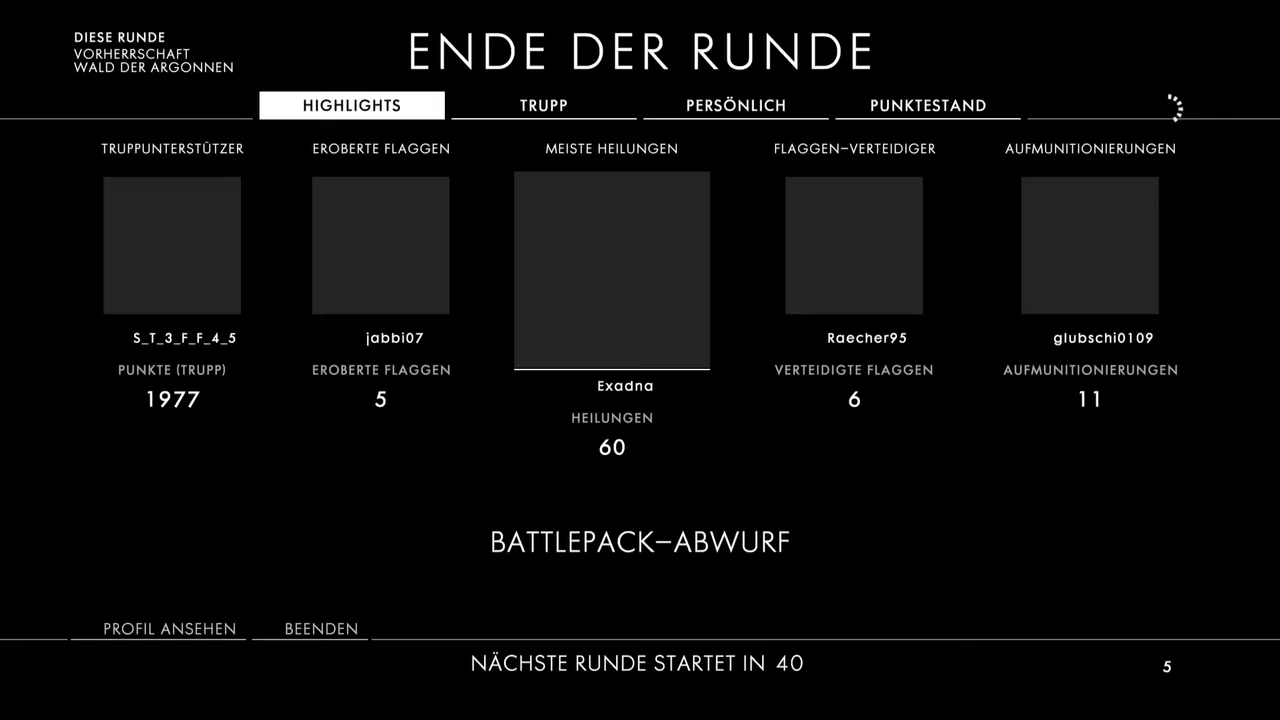 DIESE RUNDE
VORHERRSCHAFT
WALD DER ARGONNEN
ENDE DER RUNDE
HIGHLIGHTS
TRUPP
PERSÖNLICH
PUNKTESTAND
TRUPPUNTERSTÜTZER
EROBERTE FLAGGEN
MEISTE HEILUNGEN
FLAGGEN-VERTEIDIGER
AUFMUNITIONIERUNGEN
S_T_3_F_F_4_5
PUNKTE (TRUPP)
1977
jabbi07
EROBERTE FLAGGEN
5
Exadna
HEILUNGEN
60
Raecher95
VERTEIDIGTE FLAGGEN
6
glubschi0109
AUFMUNITIONIERUNGEN
11
BATTLEPACK-ABWURF
PROFIL ANSEHEN
BEENDEN
NÄCHSTE RUNDE STARTET IN 40
5